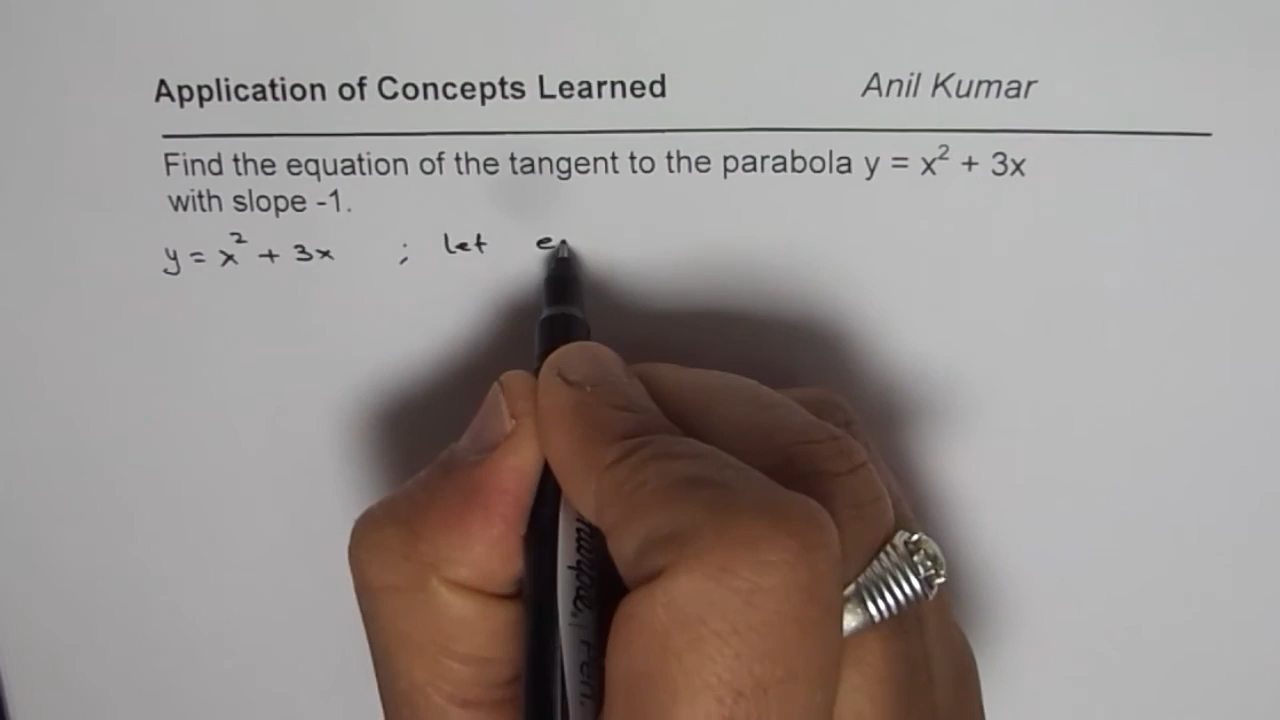 Application of Concepts Learned Anil Kumar
Find the equation of the tangent to the parabola y = x² + 3x
with slope -1.
y = x² + 3x ; let